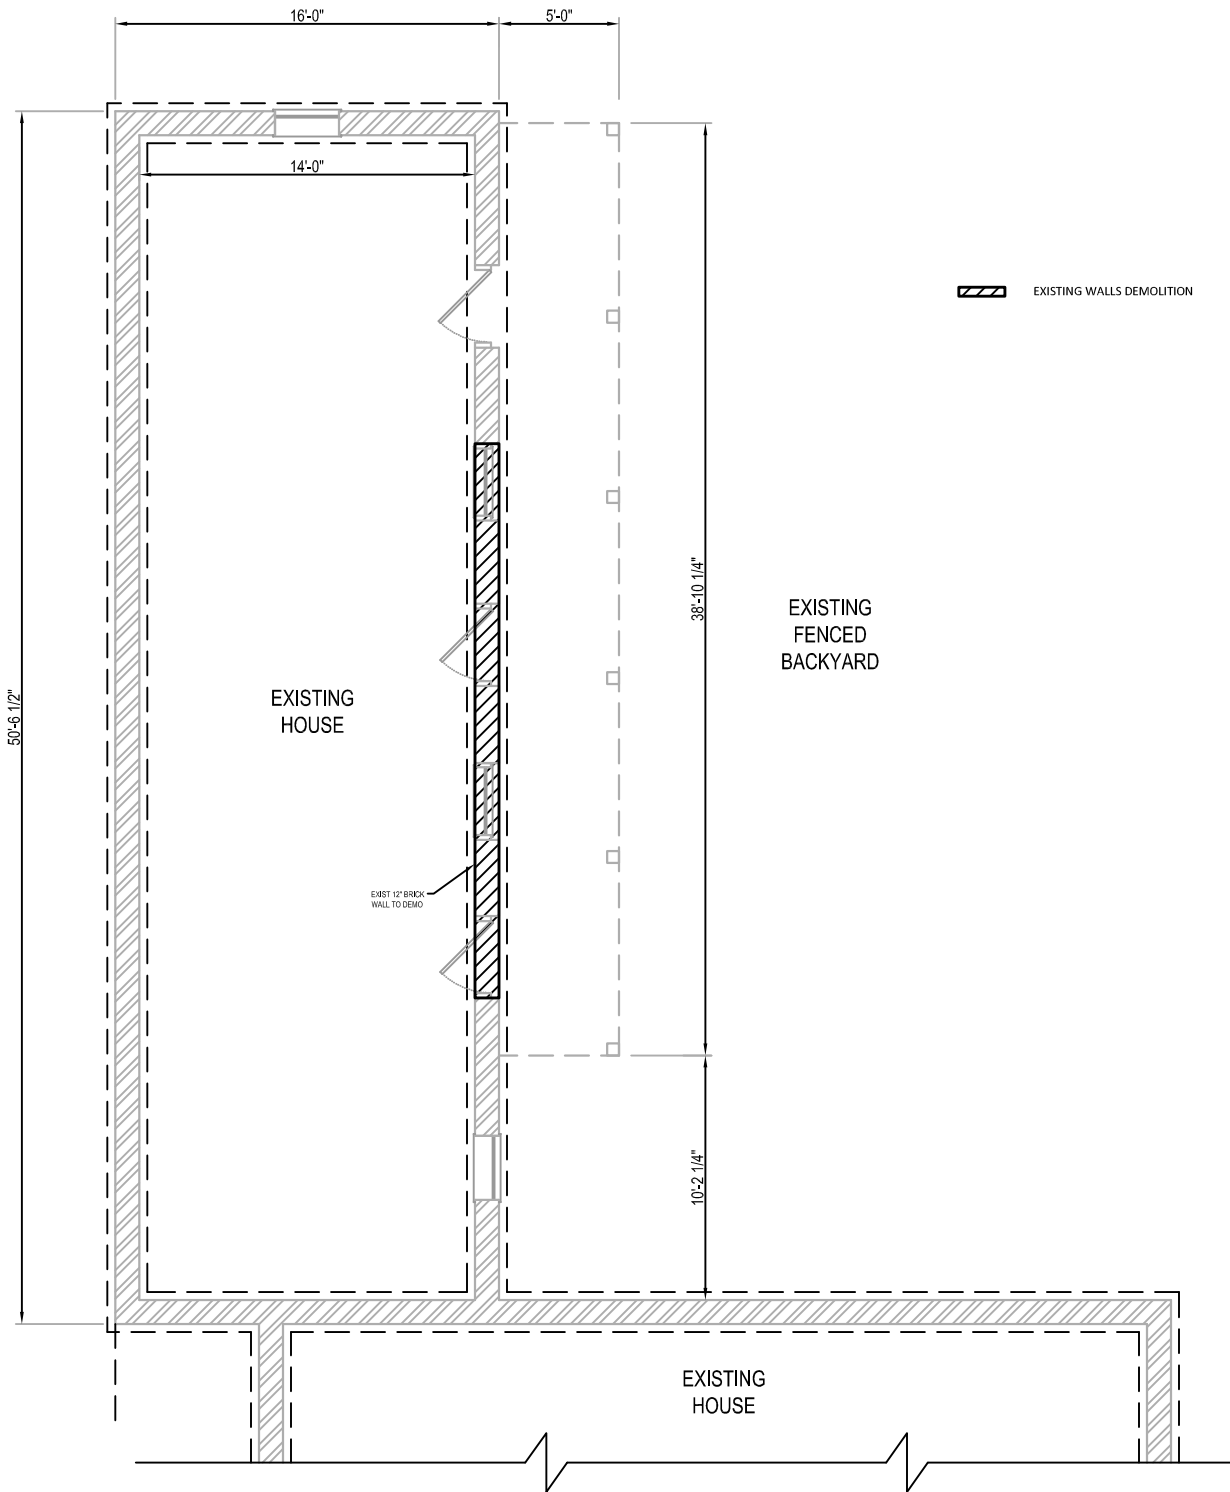 16'-0"
5'-0"
14'-0"
EXISTING WALLS DEMOLITION
38'-10 1/4"
EXISTING
FENCED
BACKYARD
50'-6 1/2"
EXISTING
HOUSE
EXIST 12" BRICK
WALL TO DEMO
10'-2 1/4"
EXISTING
HOUSE